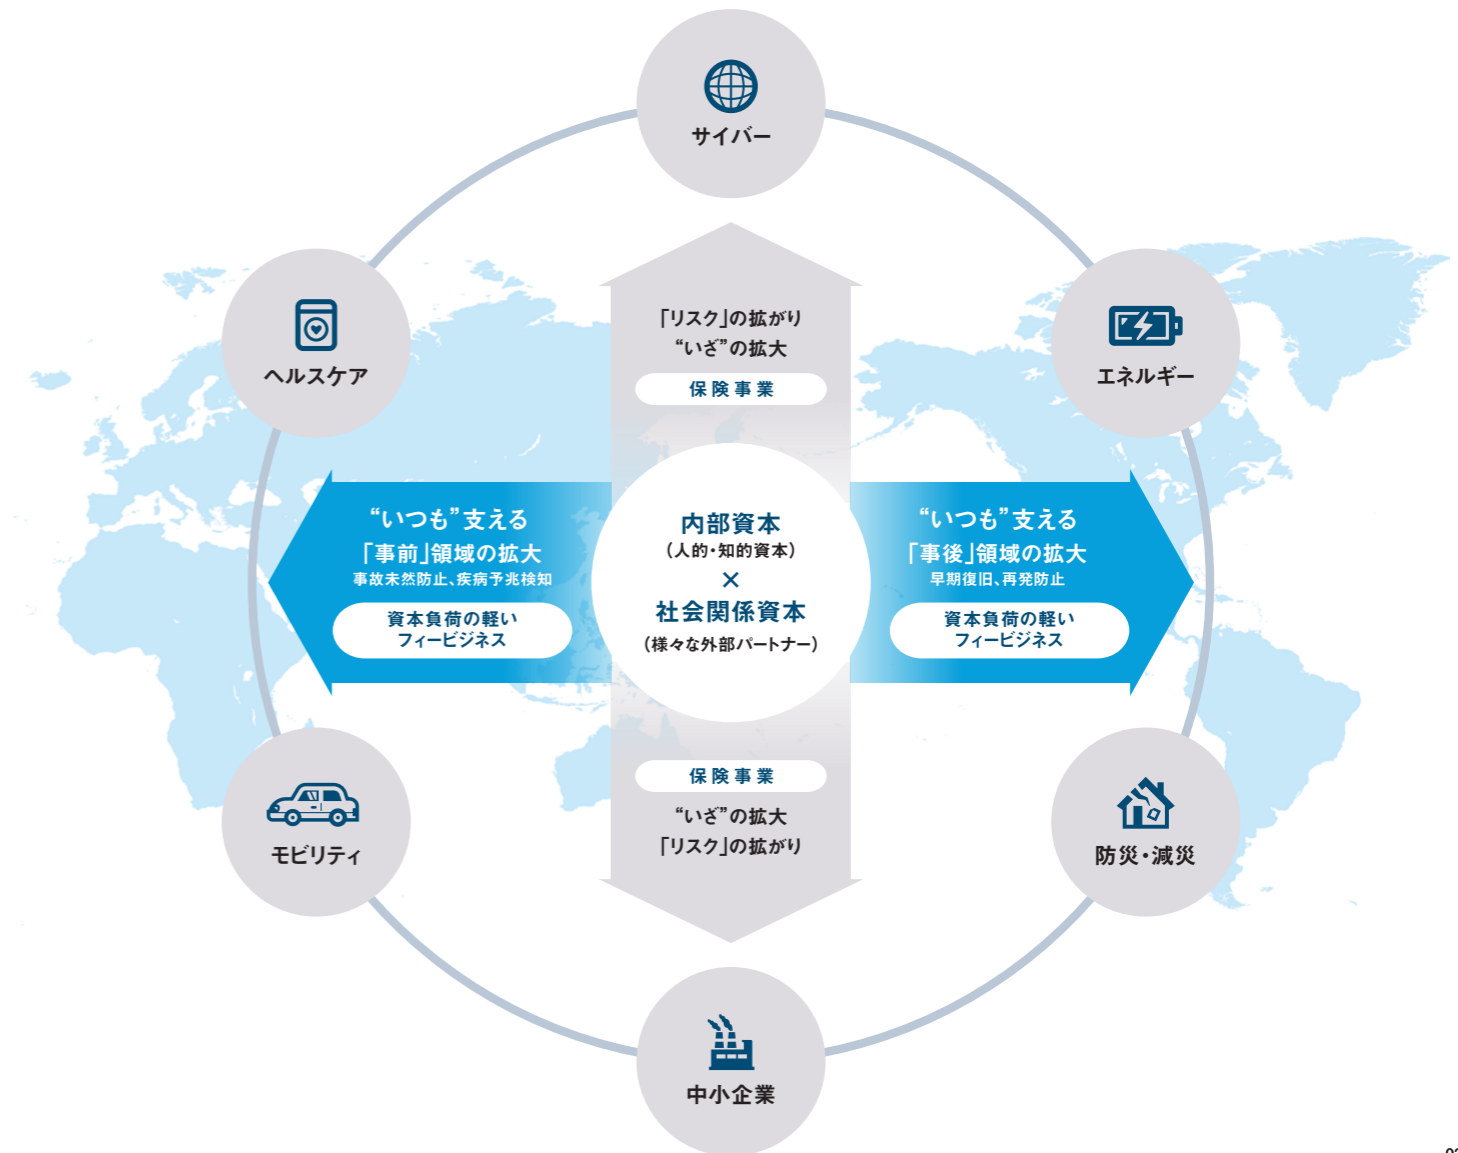 サイバー
ヘルスケア
エネルギー
「リスク」の拡がり
“いざ”の拡大
保険事業
“いつも”支える
「事前」領域の拡大
事故未然防止、疾病予兆検知
資本負荷の軽い
フィービジネス
内部資本
(人的・知的資本)
×
社会関係資本
(様々な外部パートナー)
“いつも”支える
「事後」領域の拡大
早期復旧、再発防止
資本負荷の軽い
フィービジネス
保険事業
“いざ”の拡大
「リスク」の拡がり
モビリティ
防災・減災
中小企業